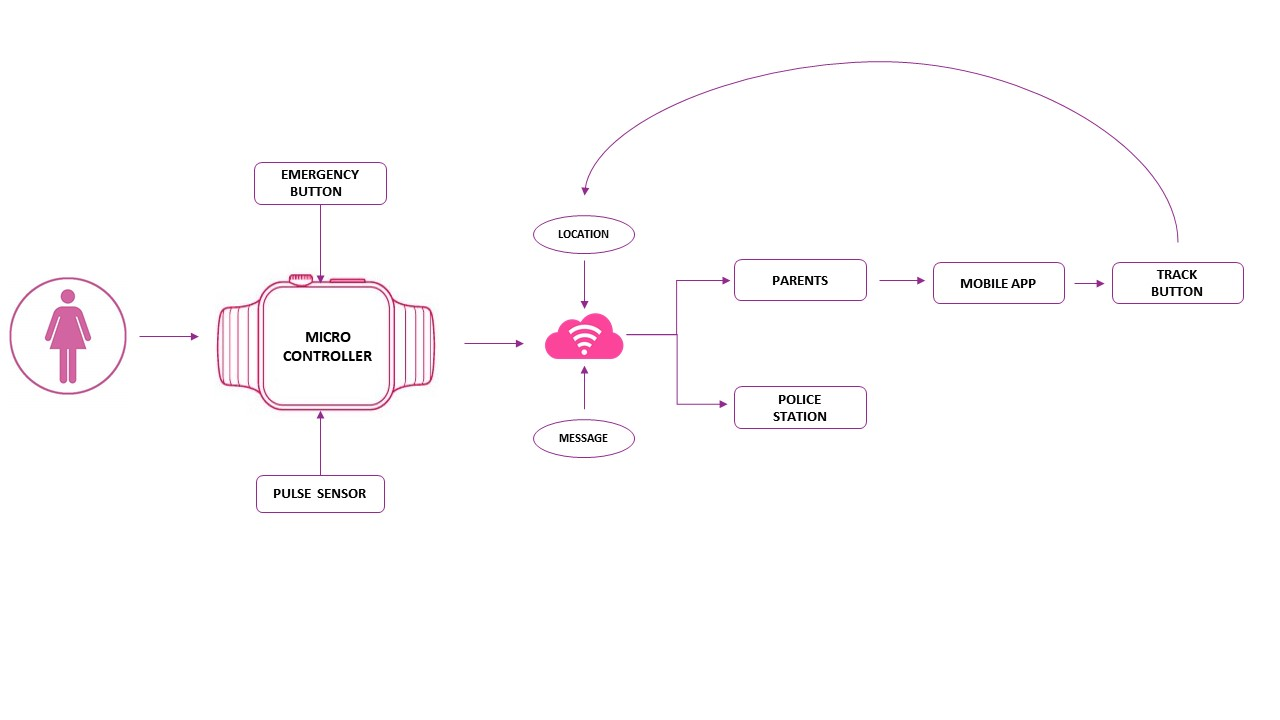 EMERGENCY
BUTTON
MICRO
CONTROLLER
PULSE SENSOR
LOCATION
MESSAGE
PARENTS
MOBILE APP
TRACK
BUTTON
POLICE
STATION